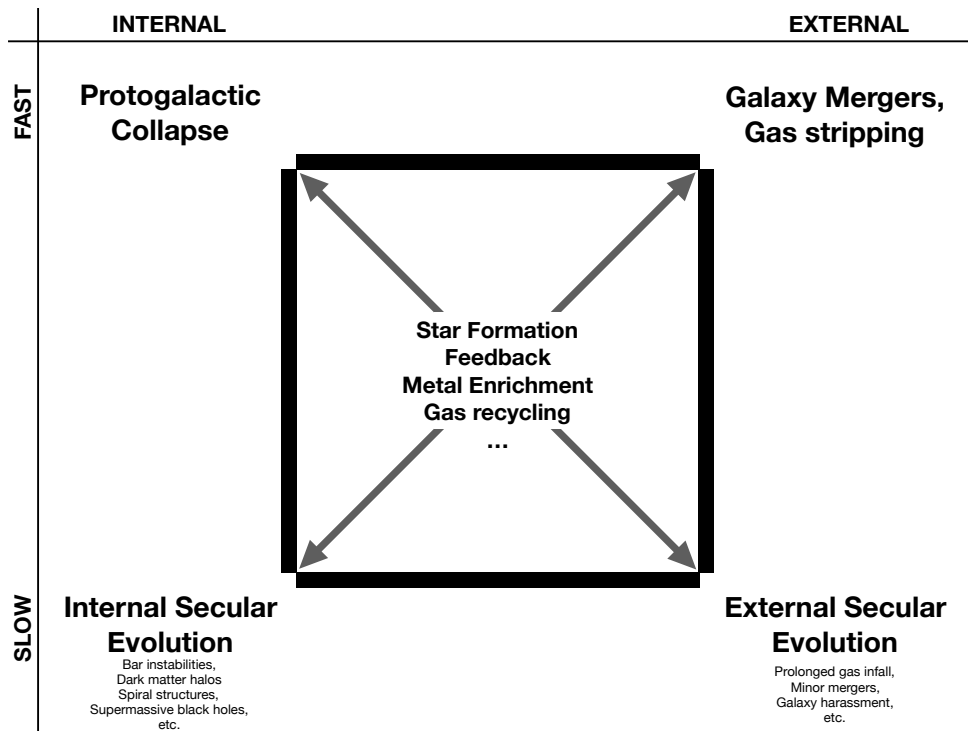 INTERNAL
EXTERNAL
FAST
Protogalactic
Collapse
Galaxy Mergers,
Gas stripping
Star Formation
Feedback
Metal Enrichment
Gas recycling
...
SLOW
Internal Secular
Evolution
Bar instabilities,
Dark matter halos
Spiral structures,
Supermassive black holes,
etc.
External Secular
Evolution
Prolonged gas infall,
Minor mergers,
Galaxy harassment,
etc.